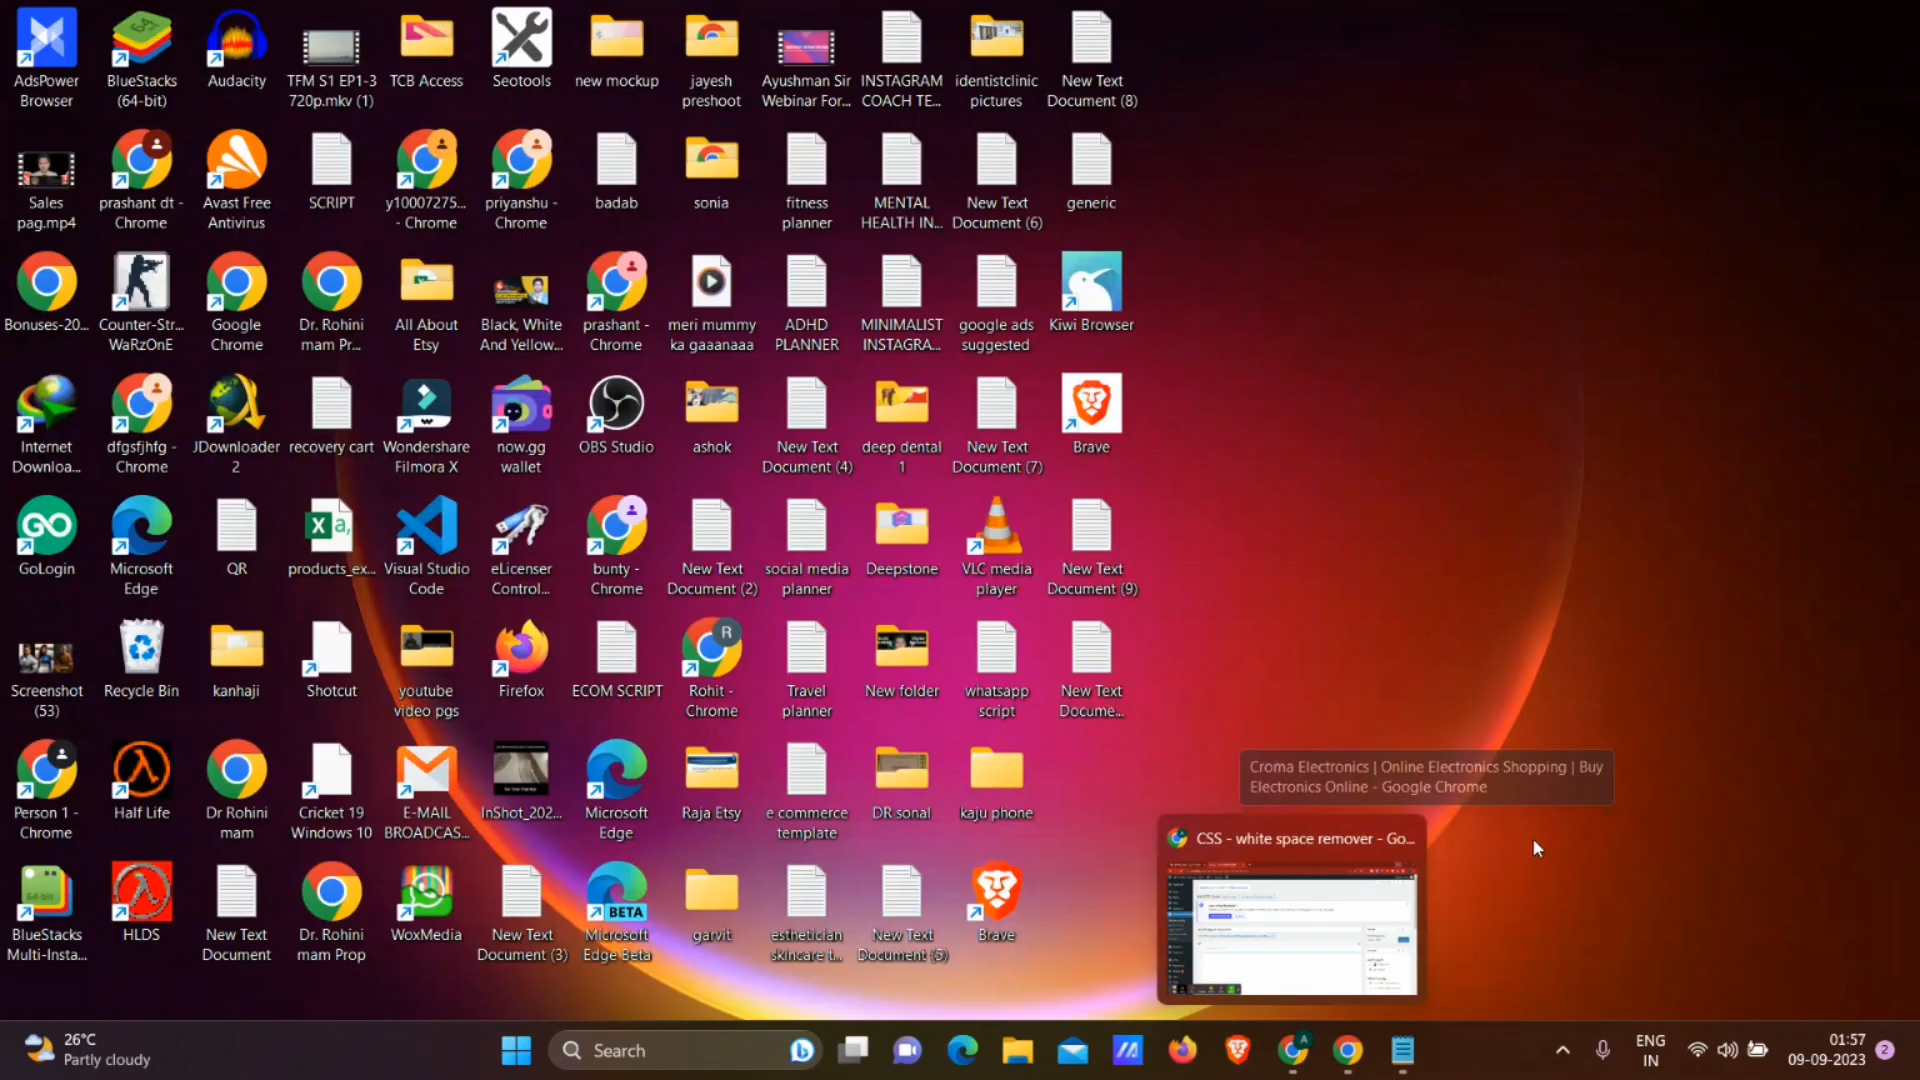 AdsPower
Browser
BlueStacks
(64-bit)
Audacity
TFM S1 EP1-3
720p.mkv (1)
TCB Access
Seotools
new mockup
jayesh
preshoot
Ayushman Sir
Webinar For...
INSTAGRAM
COACH TE...
identistclinic
pictures
New Text
Document (8)
Sales
pag.mp4
prashant dt -
Chrome
Avast Free
Antivirus
SCRIPT
y10007275...
- Chrome
priyanshu -
Chrome
badab
sonia
fitness
planner
MENTAL
HEALTH IN...
New Text
Document (6)
generic
Bonuses-20...
Counter-Str...
WaRzOnE
Google
Chrome
Dr. Rohini
mam Pr...
All About
Etsy
Black, White
And Yellow...
prashant -
Chrome
meri mummy
ka gaaanaaa
ADHD
PLANNER
MINIMALIST
INSTAGRA...
google ads
suggested
Kiwi Browser
Internet
Downloa...
dfgsfjhfg -
Chrome
JDownloader
2
recovery cart
Wondershare
Filmora X
now.gg
wallet
OBS Studio
ashok
New Text
Document (4)
deep dental
1
New Text
Document (7)
Brave
GoLogin
Microsoft
Edge
QR
products_ex...
Visual Studio
Code
eLicenser
Control...
bunty -
Chrome
New Text
Document (2)
social media
planner
Deepstone
VLC media
player
New Text
Document (9)
Screenshot
(53)
Recycle Bin
kanhaji
Shotcut
youtube
video pgs
Firefox
ECOM SCRIPT
R
Rohit -
Chrome
Travel
planner
New folder
whatsapp
script
New Text
Docume...
Person 1 -
Chrome
Half Life
Dr Rohini
mam
Cricket 19
Windows 10
E-MAIL
BROADCAS...
InShot_202...
Microsoft
Edge
Raja Etsy
e commerce
template
DR sonal
kaju phone
Croma Electronics | Online Electronics Shopping | Buy
Electronics Online - Google Chrome
CSS - white space remover - Go...
BlueStacks
Multi-Insta...
HLDS
New Text
Document
Dr. Rohini
mam Prop
WoxMedia
New Text
Document (3)
BETA
Microsoft
Edge Beta
garvit
esthetician
skincare t...
New Text
Document (5)
Brave
26°C
Partly cloudy
Search
ENG
IN
01:57
09-09-2023
2